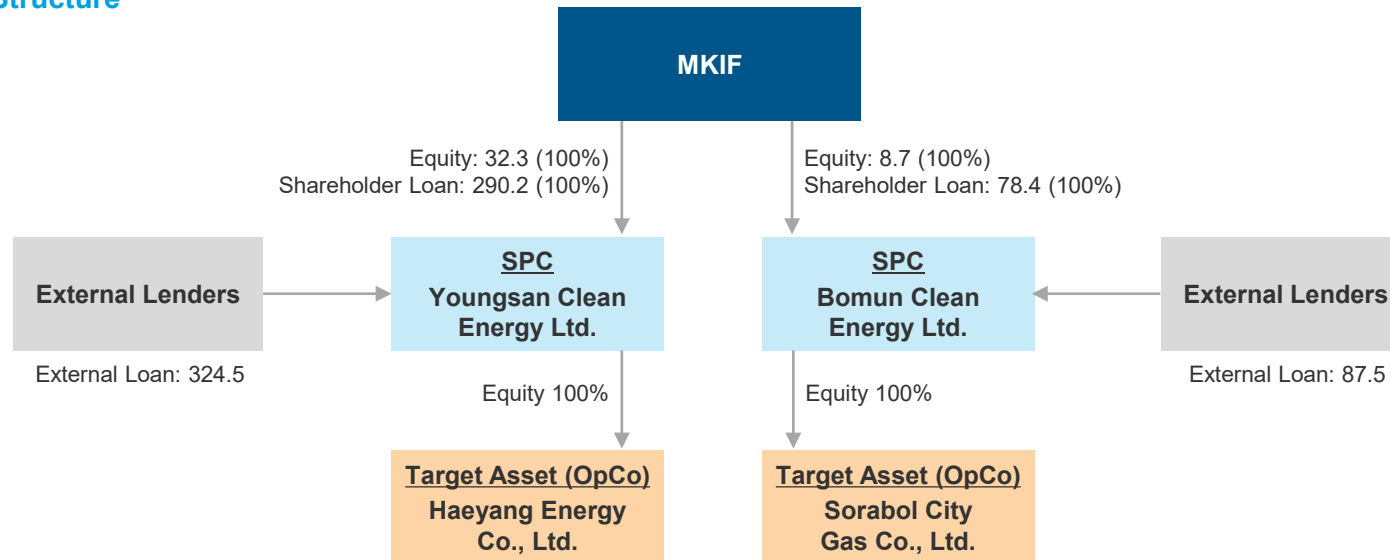 Structure
MKIF
Equity: 32.3 (100%)
Shareholder Loan: 290.2 (100%)
Equity: 8.7 (100%)
Shareholder Loan: 78.4 (100%)
External Lenders
SPC
Youngsan Clean
Energy Ltd.
SPC
Bomun Clean
Energy Ltd.
External Lenders
External Loan: 324.5
External Loan: 87.5
Equity 100%
Equity 100%
Target Asset (OpCo)
Haeyang Energy
Co., Ltd.
Target Asset (OpCo)
Sorabol City
Gas Co., Ltd.